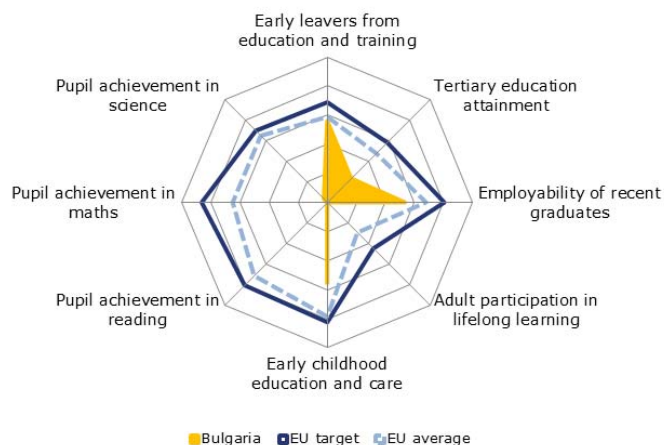 Early leavers from
education and training
Tertiary education
attainment
Employability of recent
graduates
Adult participation in
lifelong learning
Early childhood
education and care
Pupil achievement in
reading
Pupil achievement in
maths
Pupil achievement in
science
Bulgaria EU target EU average